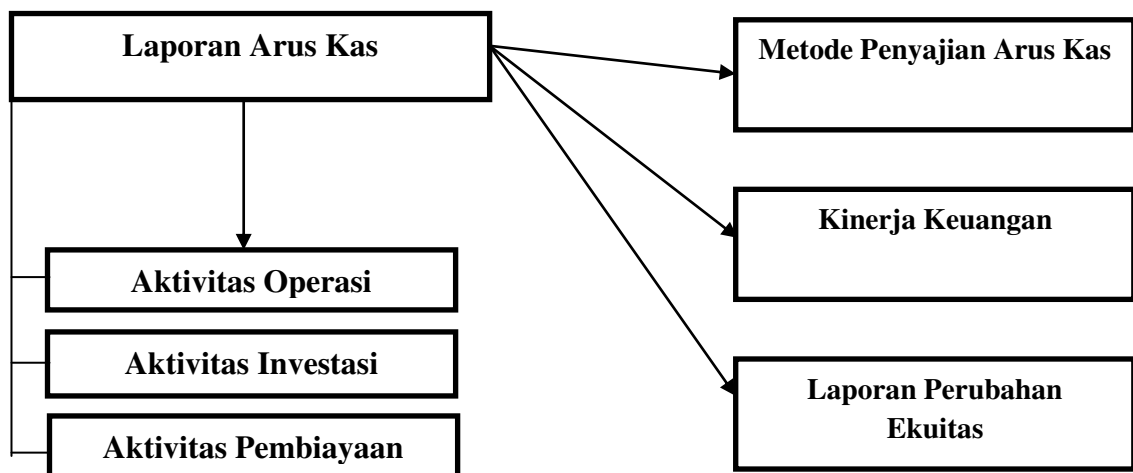 Laporan Arus Kas
Metode Penyajian Arus Kas
Kinerja Keuangan
Aktivitas Operasi
Aktivitas Investasi
Laporan Perubahan
Ekuitas
Aktivitas Pembiayaan